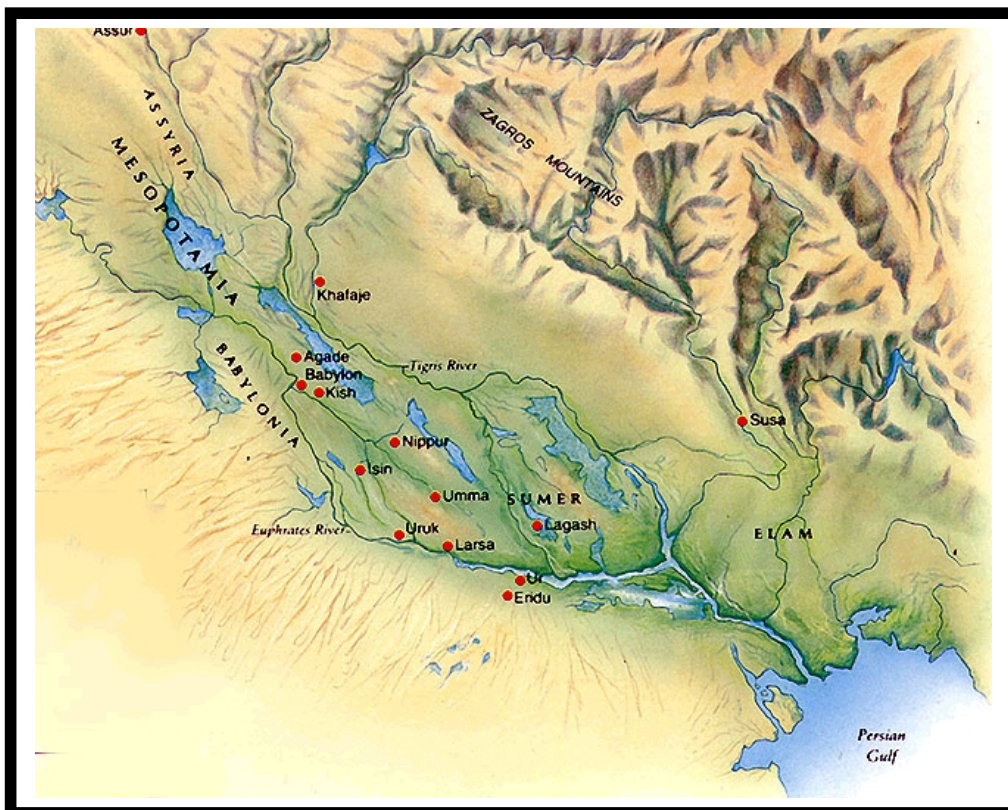 Assur
ASSYRIA
MESOPOTAMIA
ZAGROS MOUNTAINS
Khafaje
Agade
Babylon
Kish
BABYLONIA
Tigris River
Susa
Nippur
Isin
Umma
SUMER
Lagash
Euphrates River
Uruk
Larsa
ELAM
Ur
Eridu
Persian
Gulf